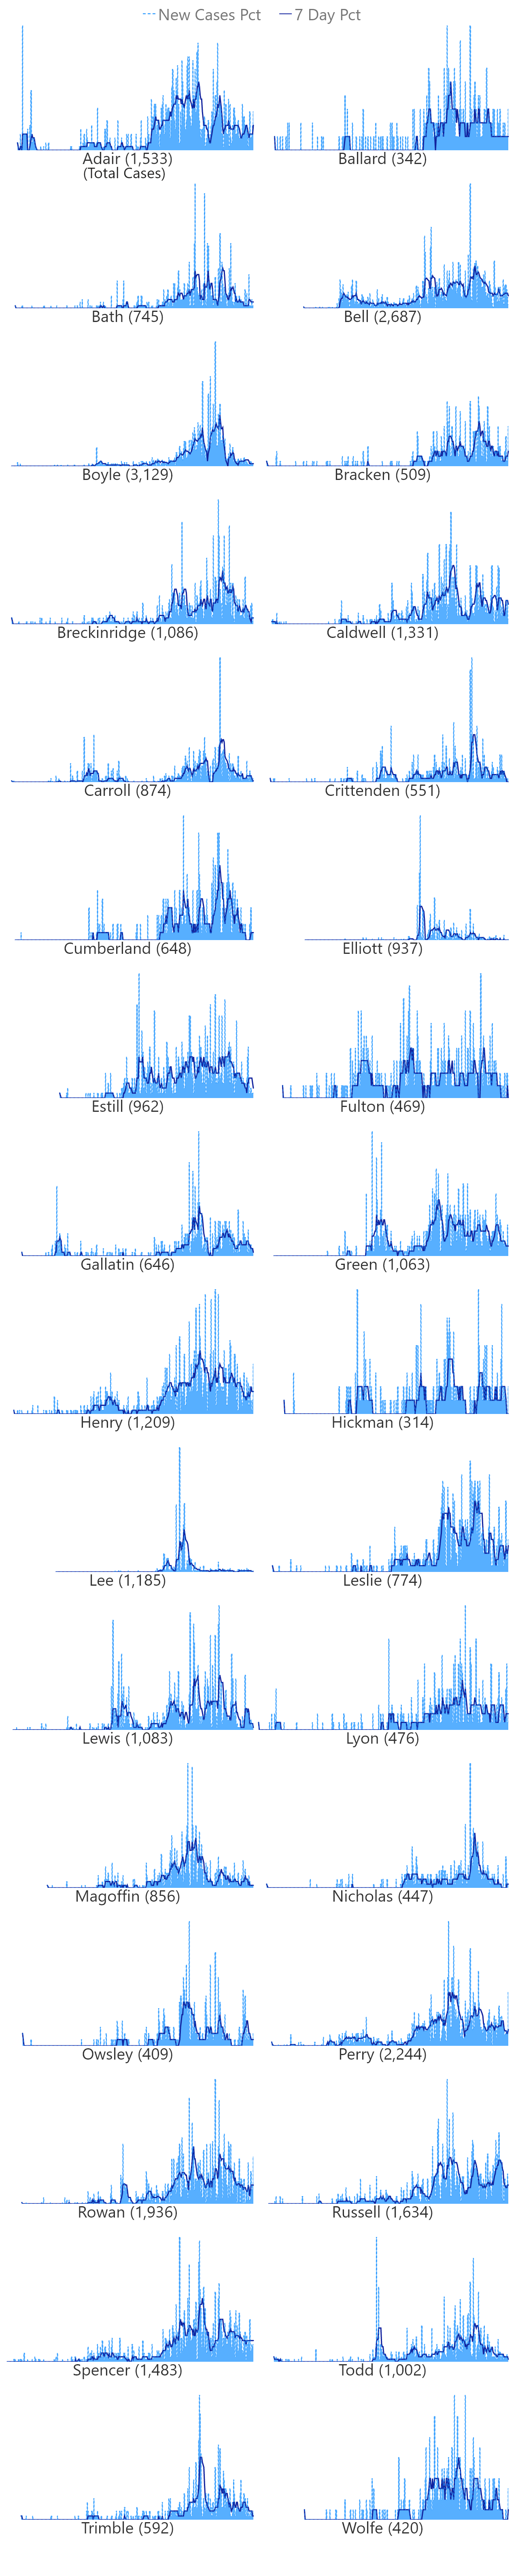 New Cases Pct 7 Day Pct
Adair (1,533) Ballard (342)
(Total Cases)
Bath (745) Bell (2,687)
Boyle (3,129) Bracken (509)
Breckinridge (1,086) Caldwell (1,331)
Carroll (874) Crittenden (551)
Cumberland (648) Elliott (937)
Estill (962) Fulton (469)
Gallatin (646) Green (1,063)
Henry (1,209) Hickman (314)
Lee (1,185) Leslie (774)
Lewis (1,083) Lyon (476)
Magoffin (856) Nicholas (447)
Owsley (409) Perry (2,244)
Rowan (1,936) Russell (1,634)
Spencer (1,483) Todd (1,002)
Trimble (592) Wolfe (420)